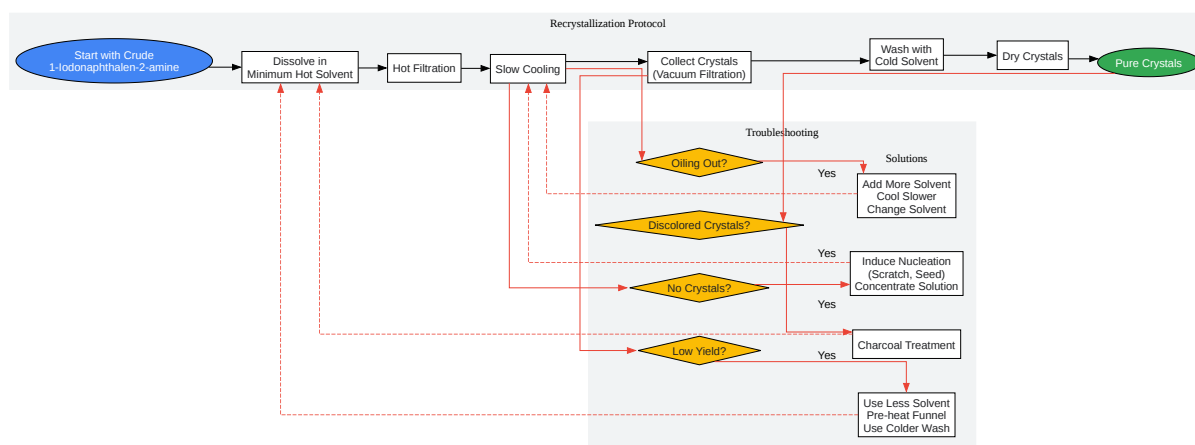 Recrystallization Protocol
Start with Crude
1-Iodonaphthalen-2-amine
Dissolve in
Minimum Hot Solvent
Hot Filtration
Slow Cooling
Collect Crystals
(Vacuum Filtration)
Wash with
Cold Solvent
Dry Crystals
Pure Crystals
Troubleshooting
Solutions
Oiling Out?
Yes
Add More Solvent
Cool Slower
Change Solvent
Discolored Crystals?
Yes
Induce Nucleation
(Scratch, Seed)
Concentrate Solution
No Crystals?
Yes
Charcoal Treatment
Low Yield?
Yes
Use Less Solvent
Pre-heat Funnel
Use Colder Wash